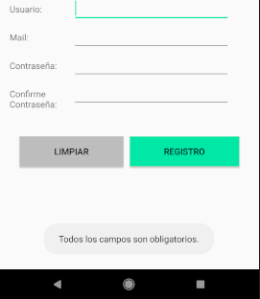 Usuario:
Mail:
Contraseña:
Confirme
Contraseña:
LIMPIAR
REGISTRO
Todos los campos son obligatorios.